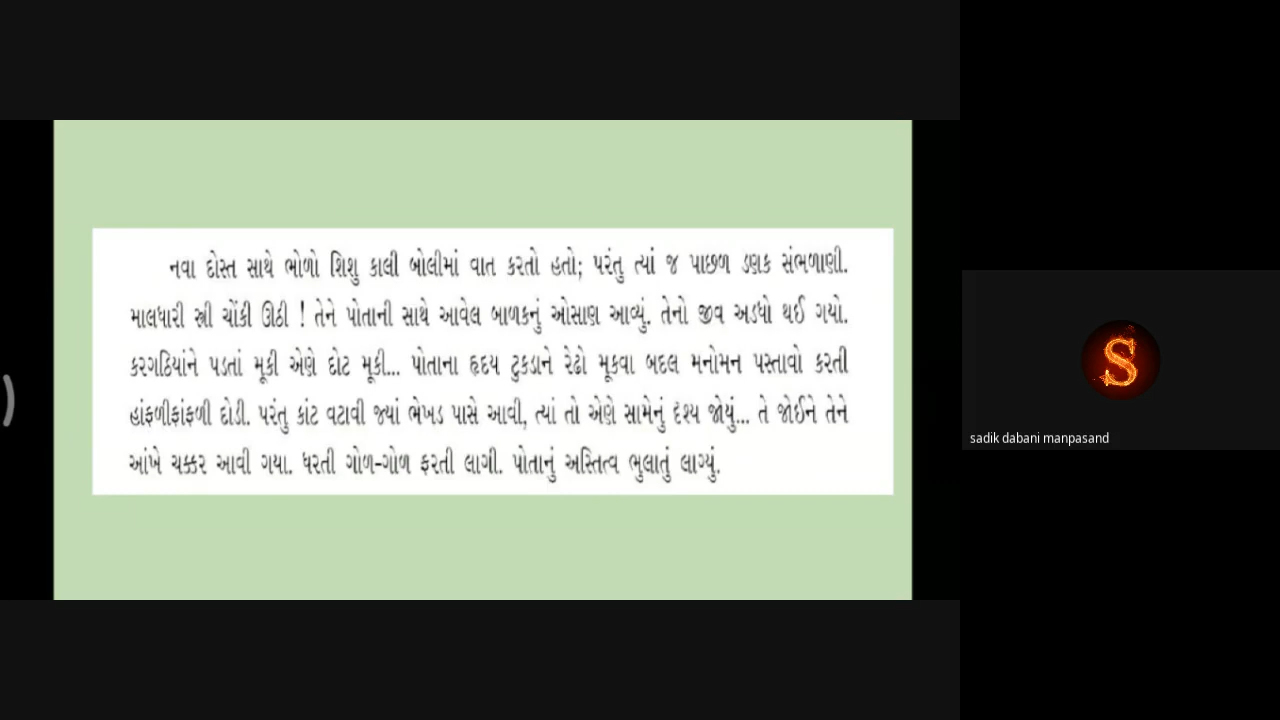 નવા દોસ્ત સાથે ભોળો શિશુ કાલી બોલીમાં વાત કરતો હતો; પરંતુ ત્યાં જ પાછળ ડણક સંભળાણી.
માલધારી સ્ત્રી ચોંકી ઊઠી ! તેને પોતાની સાથે આવેલ બાળકનું ઓસાણ આવ્યું. તેનો જીવ અડધો થઈ ગયો.
કરગઠિયાંને પડતાં મૂકી એણે દોટ મૂકી... પોતાના હૃદય ટુકડાને રેઢો મૂકવા બદલ મનોમન પસ્તાવો કરતી
હાંફળીફાંફળી દોડી. પરંતુ કાંટ વટાવી જ્યાં ભેખડ પાસે આવી, ત્યાં તો એણે સામેનું દૃશ્ય જોયું... તે જોઈને તેને
આંખે ચક્કર આવી ગયા. ધરતી ગોળ-ગોળ ફરતી લાગી. પોતાનું અસ્તિત્વ ભુલાતું લાગ્યું.
S
sadik dabani manpasand